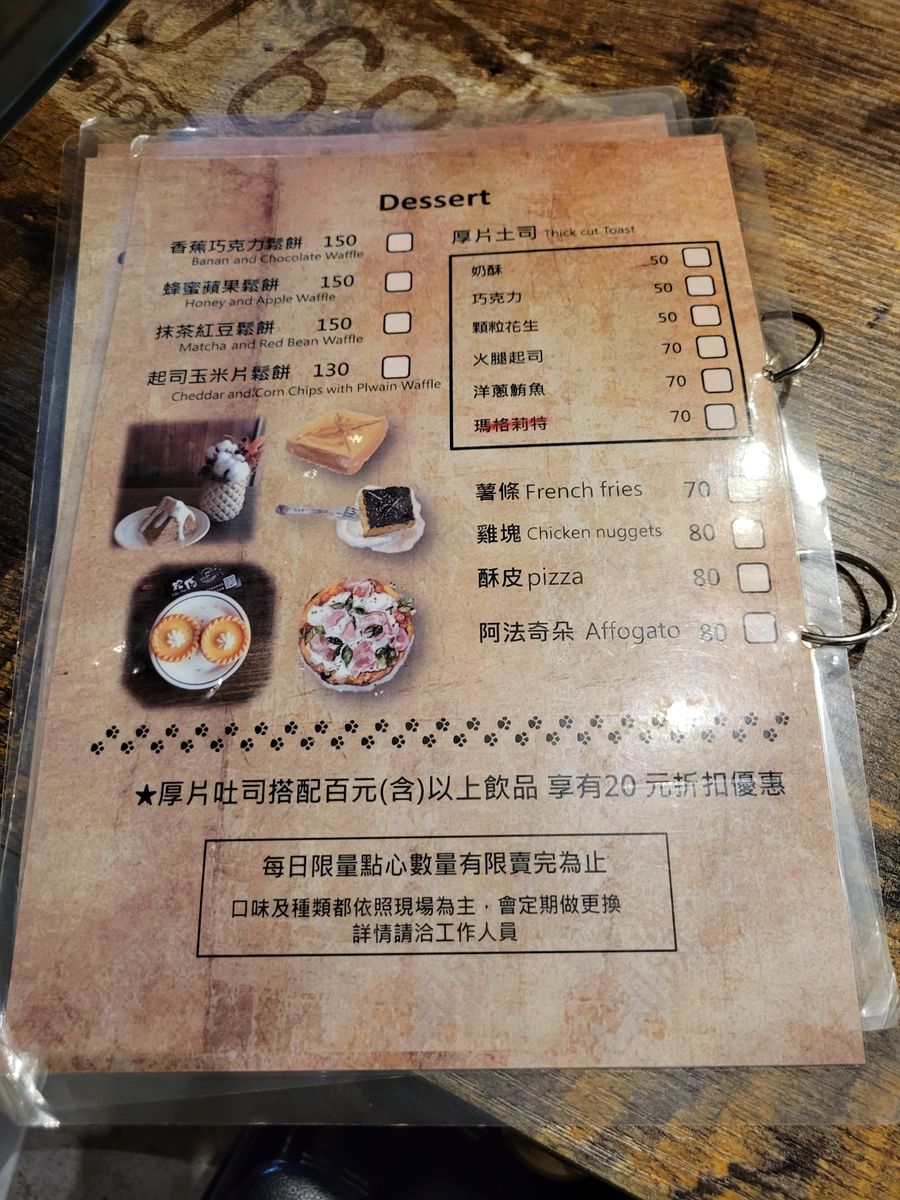 Dessert
香蕉巧克力鬆餅 150
Banan and Chocolate Waffle
蜂蜜蘋果鬆餅 150
Honey and Apple Waffle
抹茶紅豆鬆餅 150
Matcha and Red Bean Waffle
起司玉米片鬆餅 130
Cheddar and Corn Chips with Plwain Waffle
厚片土司 Thick cut Toast
奶酥 50
巧克力 50
顆粒花生 50
火腿起司 70
洋蔥鮪魚 70
瑪格莉特 70
薯條 French fries 70
雞塊 Chicken nuggets 80
酥皮 pizza 80
阿法奇朵 Affogato 80
★厚片吐司搭配百元(含)以上飲品 享有20 元折扣優惠
每日限量點心數量有限賣完為止
口味及種類都依照現場為主，會定期做更換
詳情請洽工作人員